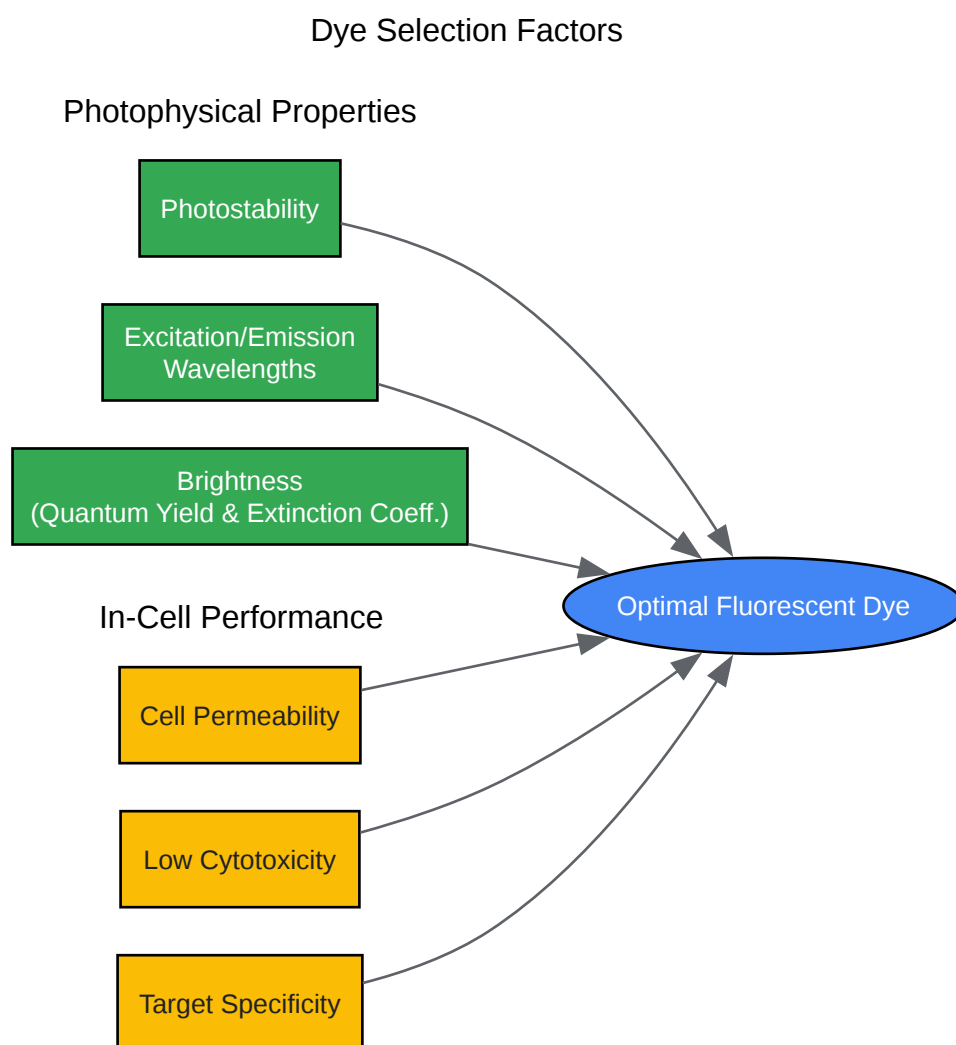 Dye Selection Factors
Photophysical Properties
Photostability
Excitation/Emission
Wavelengths
Brightness
(Quantum Yield & Extinction Coeff.)
Optimal Fluorescent Dye
In-Cell Performance
Cell Permeability
Low Cytotoxicity
Target Specificity